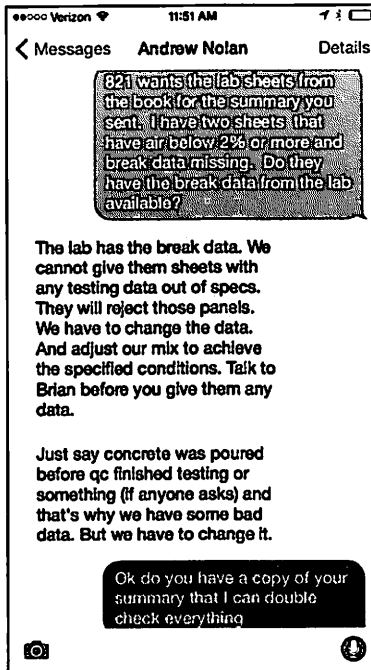 Verizon 11:51 AM
Messages Andrew Nolan Details
821 wants the lab sheets from
the book for the summary you
sent. I have two sheets that
have air below 2% or more and
break data missing. Do they
have the break data from the lab
available?
The lab has the break data. We
cannot give them sheets with
any testing data out of specs.
They will reject those panels.
We have to change the data.
And adjust our mix to achieve
the specified conditions. Talk to
Brian before you give them any
data.
Just say concrete was poured
before qc finished testing or
something (if anyone asks) and
that's why we have some bad
data. But we have to change it.
Ok do you have a copy of your
summary that I can double
check everything